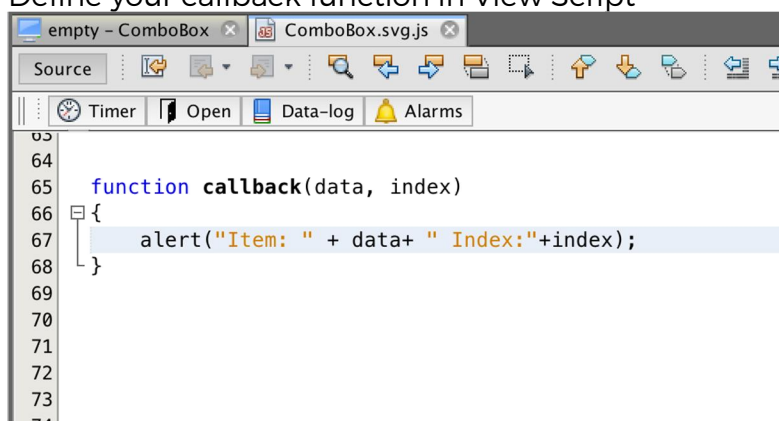 Define your callback function in View Script
empty – ComboBox ComboBox.svg.js
Source
Timer Open Data-log Alarms
63
64
65 function callback(data, index)
66 {
67 alert("Item: " + data+ " Index:"+index);
68 }
69
70
71
72
73
74